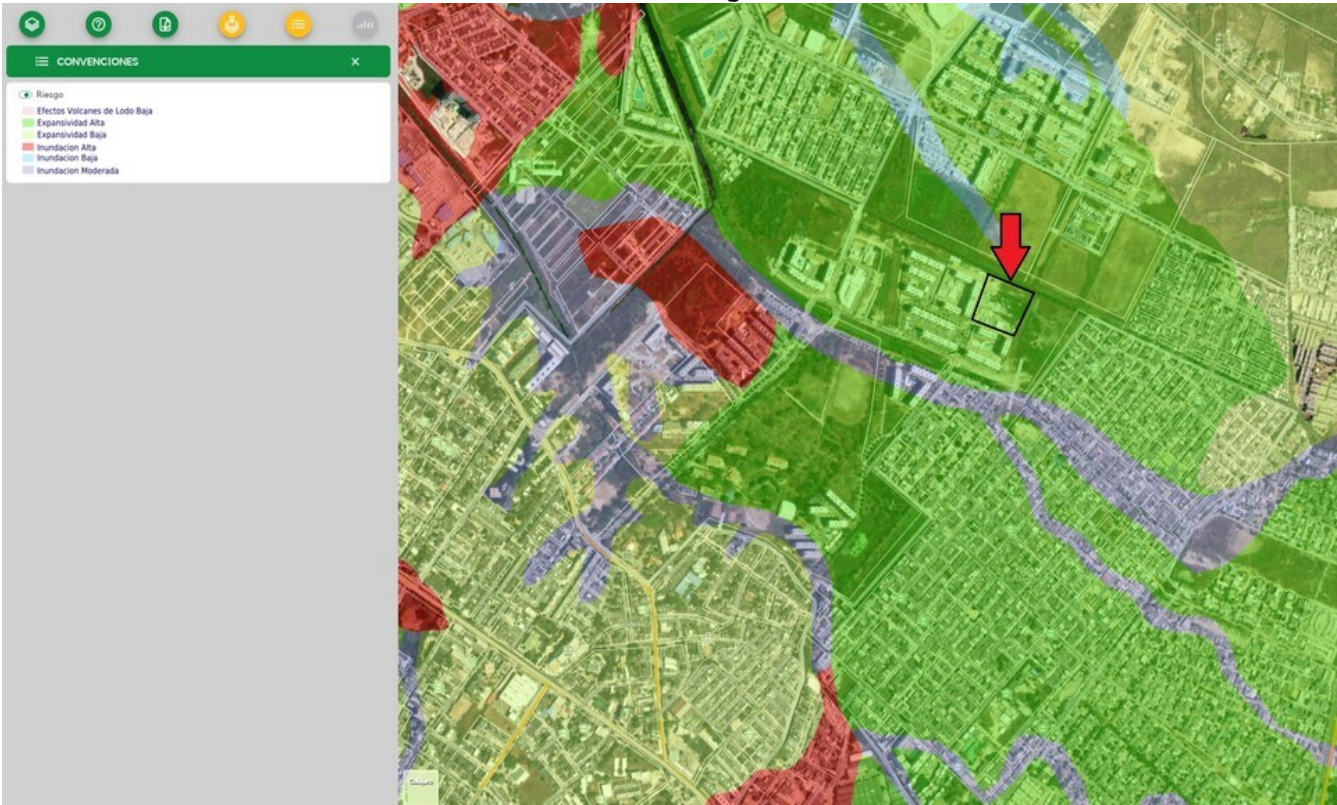 CONVENCIONES
Riesgo
Efectos Volcanes de Lodo Baja
Expansividad Alta
Expansividad Baja
Inundacion Alta
Inundacion Baja
Inundacion Moderada